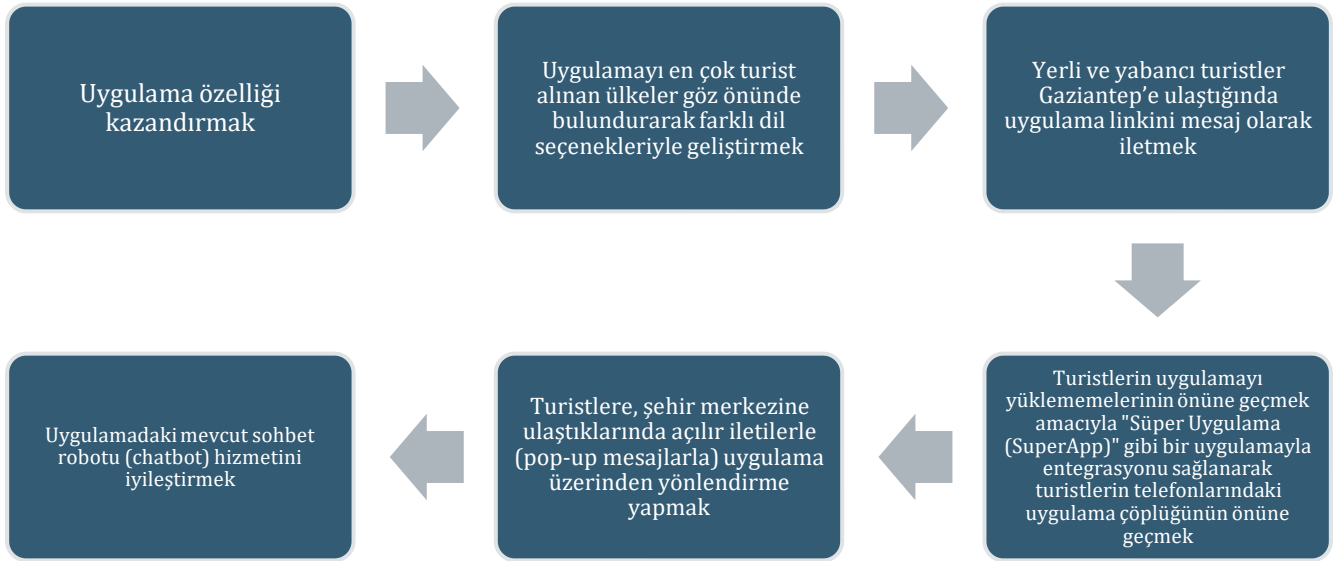 Uygulama özelliği
kazandırmak
Uygulamayı en çok turist
alınan ülkeler göz önünde
bulundurarak farklı dil
seçenekleriyle geliştirmek
Yerli ve yabancı turistler
Gaziantep’e ulaştığında
uygulama linkini mesaj olarak
iletmek
Turistlerin uygulamayı
yüklememelerinin önüne geçmek
amacıyla "Süper Uygulama
(SuperApp)" gibi bir uygulamayla
entegrasyonu sağlanarak
turistlerin telefonlarındaki
uygulama çöplüğünün önüne
geçmek
Turistlere, şehir merkezine
ulaştıklarında açılır iletilerle
(pop-up mesajlarla) uygulama
üzerinden yönlendirme
yapmak
Uygulamadaki mevcut sohbet
robotu (chatbot) hizmetini
iyileştirmek